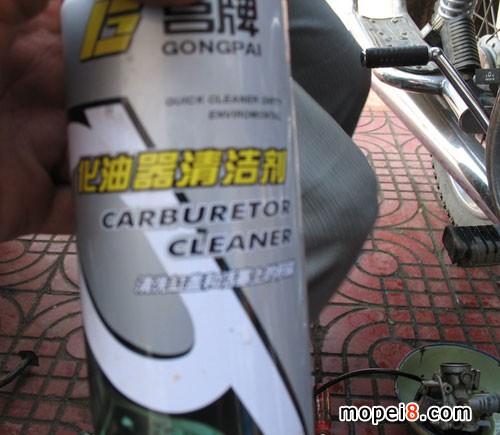 宫牌
GONGPAI
QUICK CLEANER DIRTY
ENVIRONMENTAL
化油器清洁剂
CARBURETOR
CLEANER
mopei8.com